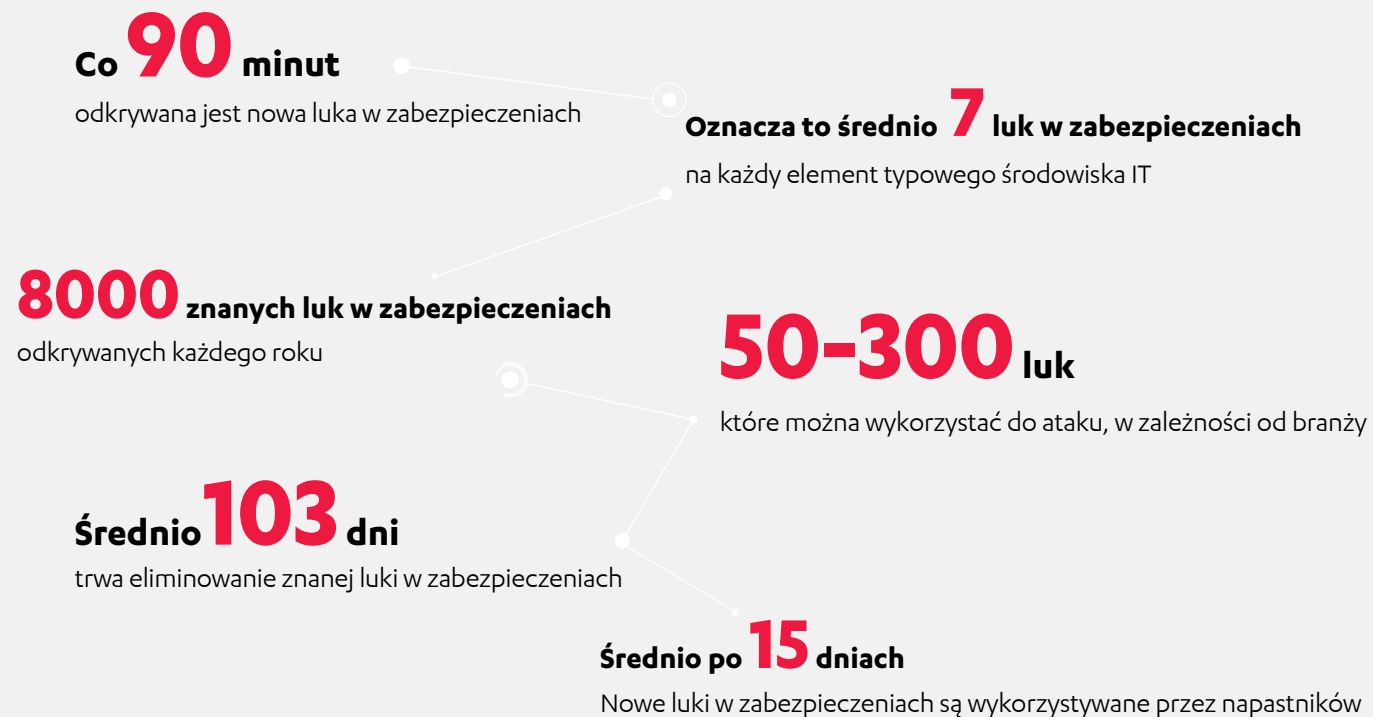 Co 90 minut
odkrywana jest nowa luka w zabezpieczeniach
Oznacza to średnio 7 luk w zabezpieczeniach
na każdy element typowego środowiska IT
8000 znanych luk w zabezpieczeniach
odkrywanych każdego roku
50-300 luk
które można wykorzystać do ataku, w zależności od branży
Średnio 103 dni
trwa eliminowanie znanej luki w zabezpieczeniach
Średnio po 15 dniach
Nowe luki w zabezpieczeniach są wykorzystywane przez napastników